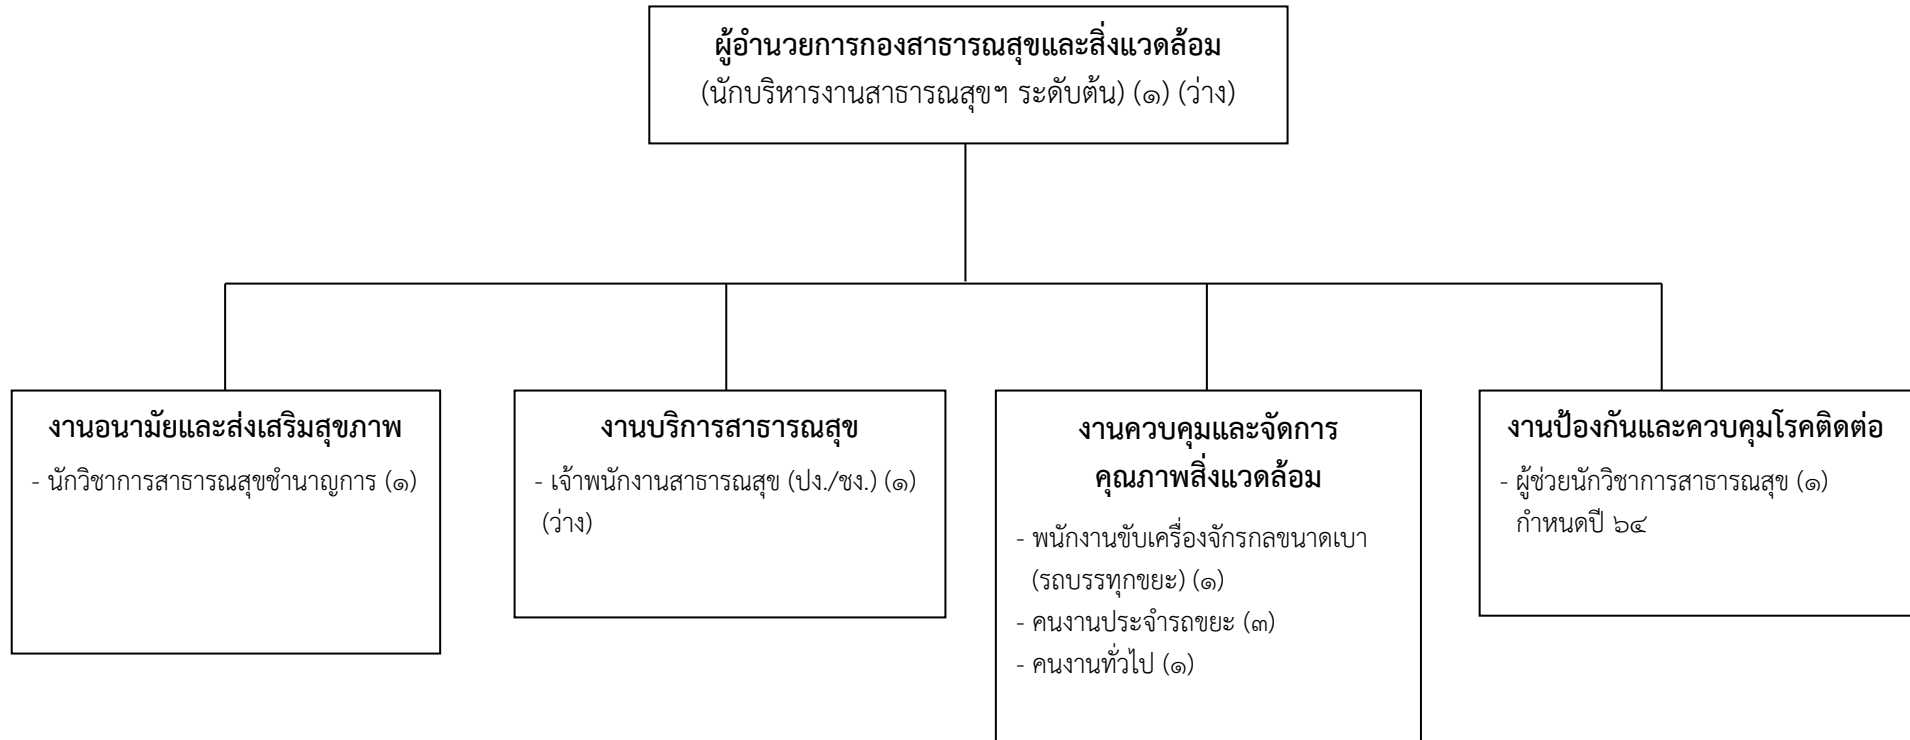 ผู้อำนวยการกองสาธารณสุขและสิ่งแวดล้อม
(นักบริหารงานสาธารณสุขฯ ระดับต้น) (๑) (ว่าง)
งานอนามัยและส่งเสริมสุขภาพ
- นักวิชาการสาธารณสุขชำนาญการ (๑)
งานบริการสาธารณสุข
- เจ้าพนักงานสาธารณสุข (ปง./ชง.) (๑)
(ว่าง)
งานควบคุมและจัดการ
คุณภาพสิ่งแวดล้อม
- พนักงานขับเครื่องจักรกลขนาดเบา
(รถบรรทุกขยะ) (๑)
- คนงานประจำรถขยะ (๓)
- คนงานทั่วไป (๑)
งานป้องกันและควบคุมโรคติดต่อ
- ผู้ช่วยนักวิชาการสาธารณสุข (๑)
กำหนดปี ๖๔